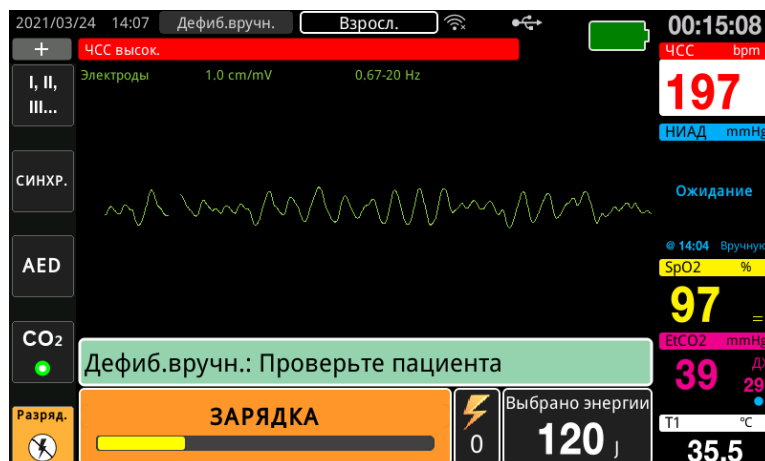 2021/03/24 14:07 Дефиб.вручн. Взросл. 00:15:08
+ ЧСС высок. ЧСС bpm
I, II, III... Электроды 1.0 cm/mV 0.67-20 Hz 197
НИАД mmHg
СИНХР. Ожидание
@ 14:04 Вручную
AED SpO2 %
97
CO2 EtCO2 mmHg
Дефиб.вручн.: Проверьте пациента 39 29
Разряд. ЗАРЯДКА 0 Выбрано энергии T1 °C
120 J 35.5